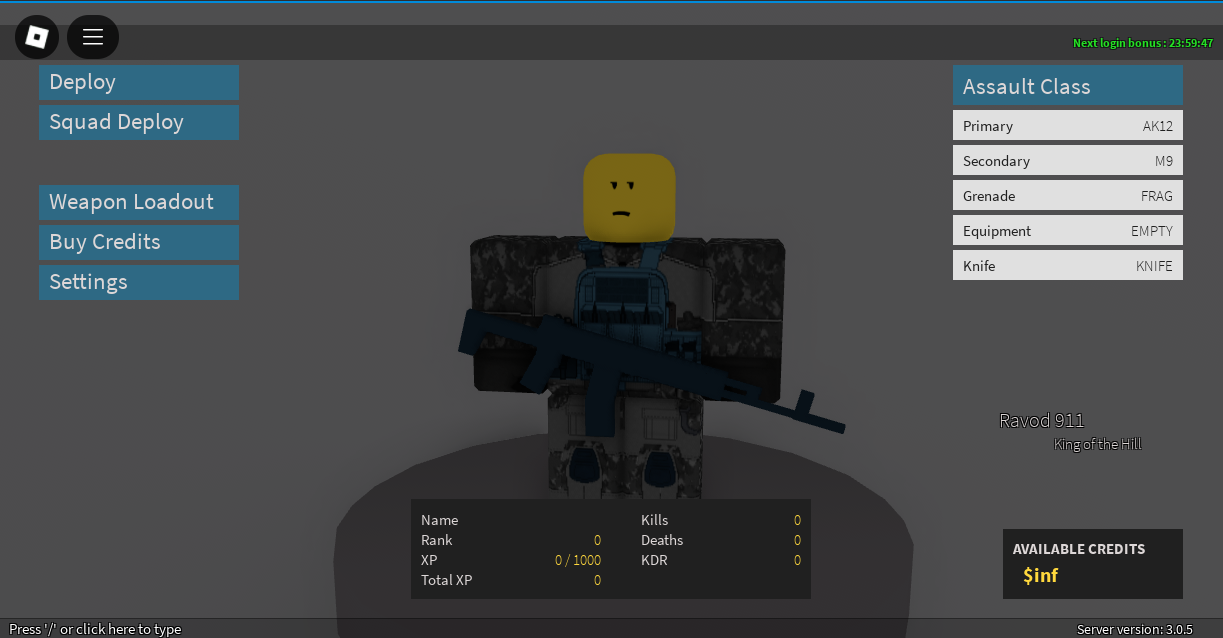 Next login bonus : 23:59:47
Deploy
Squad Deploy
Weapon Loadout
Buy Credits
Settings
Assault Class
Primary AK12
Secondary M9
Grenade FRAG
Equipment EMPTY
Knife KNIFE
Ravod 911
King of the Hill
Name
Rank 0
XP 0 / 1000
Total XP 0
Kills 0
Deaths 0
KDR 0
AVAILABLE CREDITS
$inf
Press '/' or click here to type
Server version: 3.0.5